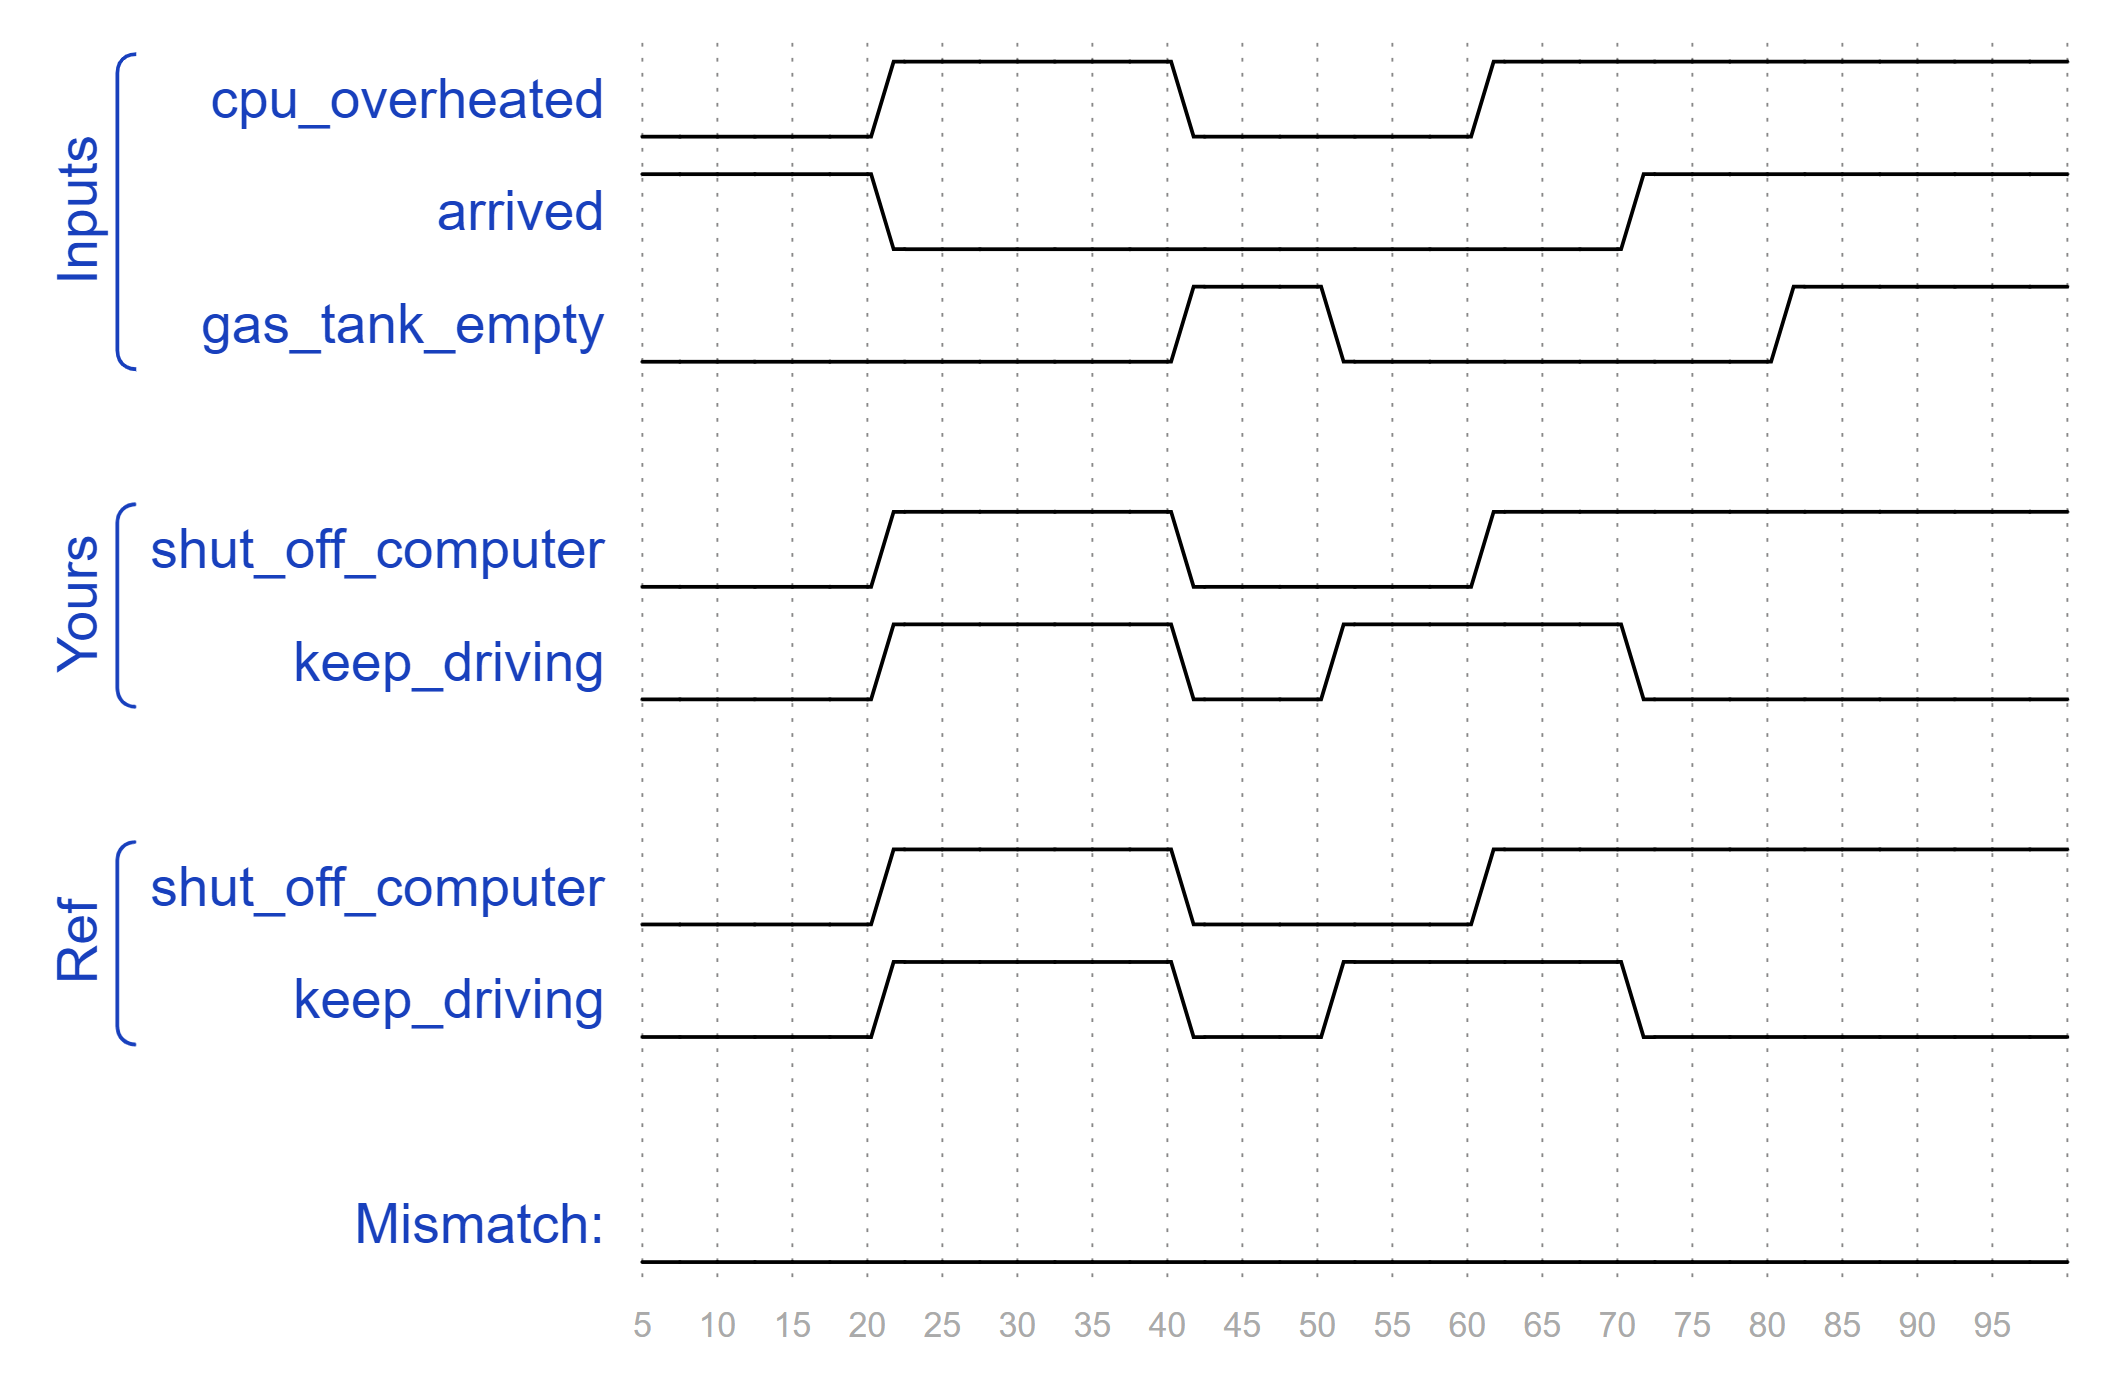 Inputs
cpu_overheated
arrived
gas_tank_empty
Yours
shut_off_computer
keep_driving
Ref
shut_off_computer
keep_driving
Mismatch:
5 10 15 20 25 30 35 40 45 50 55 60 65 70 75 80 85 90 95